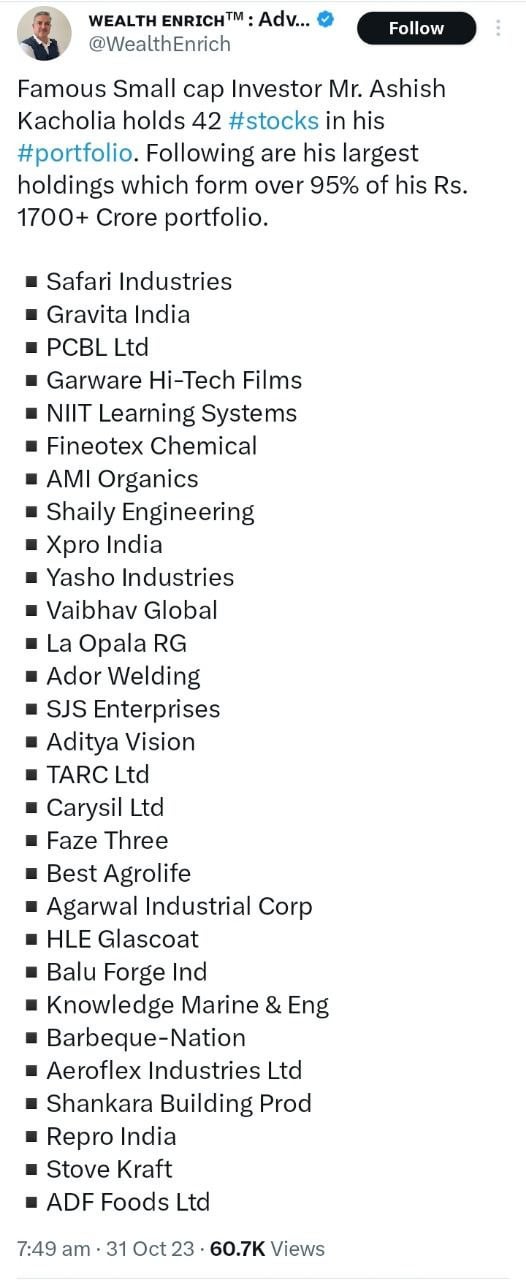 WEALTH ENRICH™ : Adv...
Follow
@WealthEnrich
Famous Small cap Investor Mr. Ashish
Kacholia holds 42 #stocks in his
#portfolio. Following are his largest
holdings which form over 95% of his Rs.
1700+ Crore portfolio.
▪ Safari Industries
▪ Gravita India
▪ PCBL Ltd
▪ Garware Hi-Tech Films
▪ NIIT Learning Systems
▪ Fineotex Chemical
▪ AMI Organics
▪ Shaily Engineering
▪ Xpro India
▪ Yasho Industries
▪ Vaibhav Global
▪ La Opala RG
▪ Ador Welding
▪ SJS Enterprises
▪ Aditya Vision
▪ TARC Ltd
▪ Carysil Ltd
▪ Faze Three
▪ Best Agrolife
▪ Agarwal Industrial Corp
▪ HLE Glascoat
▪ Balu Forge Ind
▪ Knowledge Marine & Eng
▪ Barbeque-Nation
▪ Aeroflex Industries Ltd
▪ Shankara Building Prod
▪ Repro India
▪ Stove Kraft
▪ ADF Foods Ltd
7:49 am · 31 Oct 23 · 60.7K Views